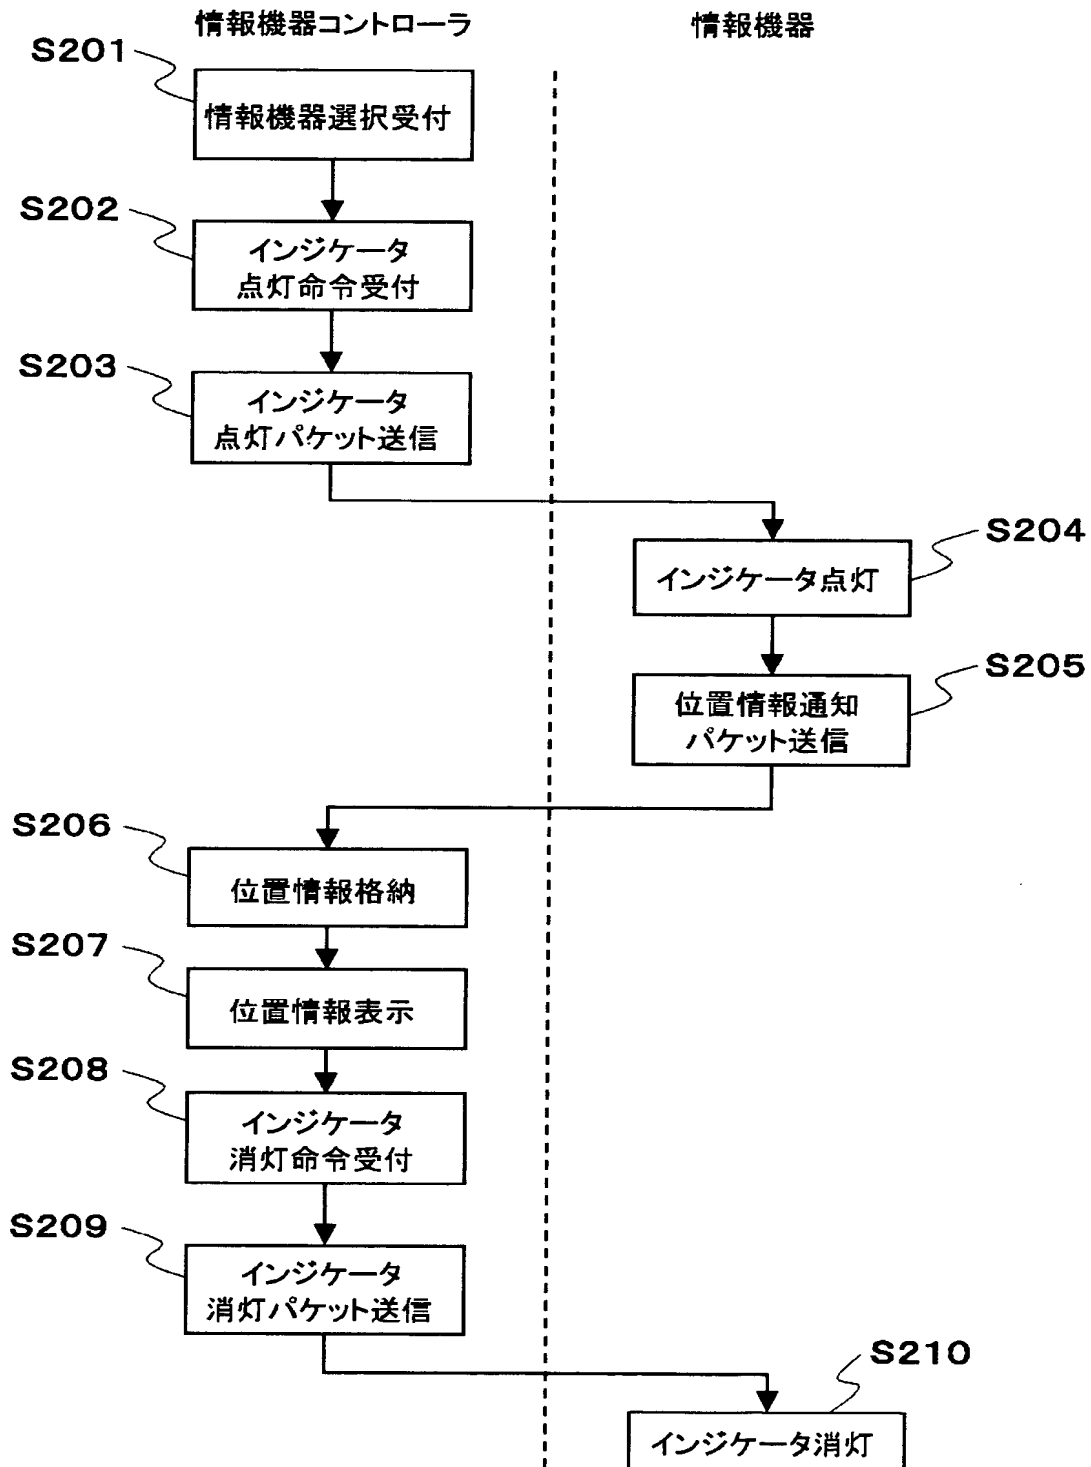 情報機器コントローラ
情報機器
S201
情報機器選択受付
S202
インジケータ
点灯命令受付
S203
インジケータ
点灯パケット送信
S204
インジケータ点灯
S205
位置情報通知
パケット送信
S206
位置情報格納
S207
位置情報表示
S208
インジケータ
消灯命令受付
S209
インジケータ
消灯パケット送信
S210
インジケータ消灯